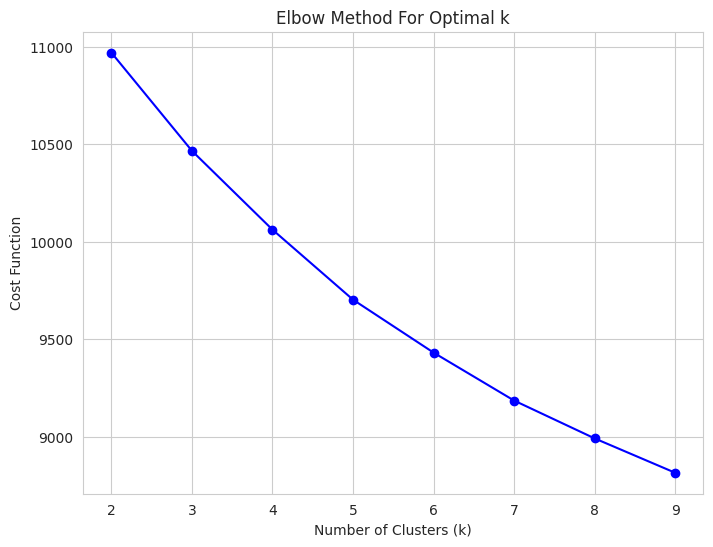 Elbow Method For Optimal k
Cost Function
11000
10500
10000
9500
9000
2 3 4 5 6 7 8 9
Number of Clusters (k)